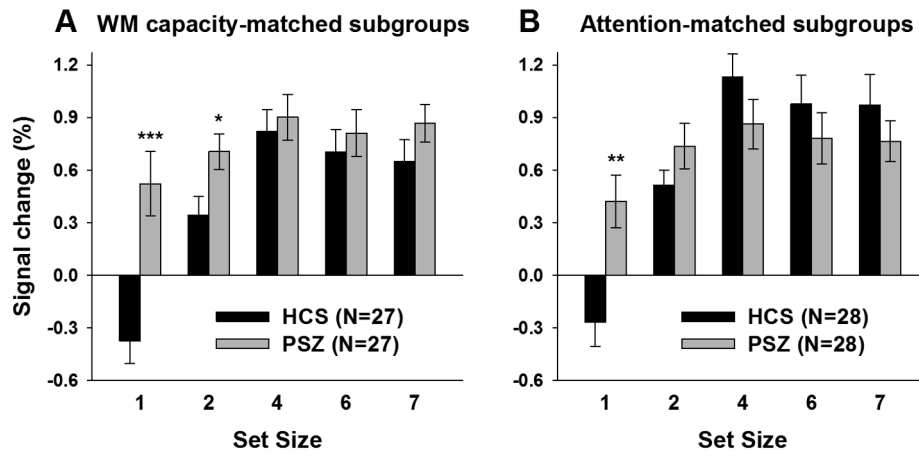 A WM capacity-matched subgroups
B Attention-matched subgroups
Signal change (%)
1.2
0.9
0.6
0.3
0.0
-0.3
-0.6
***
*
HCS (N=27)
PSZ (N=27)
1 2 4 6 7
Set Size
1.2
0.9
0.6
0.3
0.0
-0.3
-0.6
**
HCS (N=28)
PSZ (N=28)
1 2 4 6 7
Set Size